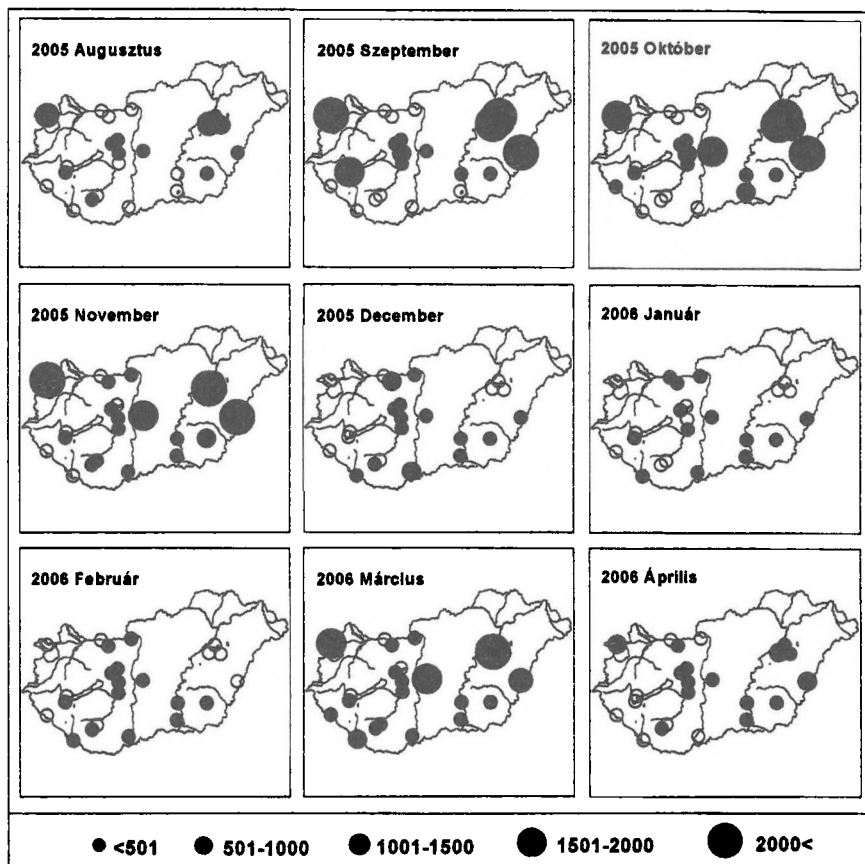 2005 Augusztus
2005 Szeptember
2005 Október
2005 November
2005 December
2006 Január
2006 Február
2006 Március
2006 Április
<501 501-1000 1001-1500 1501-2000 2000<